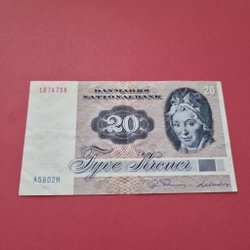 1874758
DANMARKS
NATIONALBANK
20
20
Tyve Kroner
A5802H